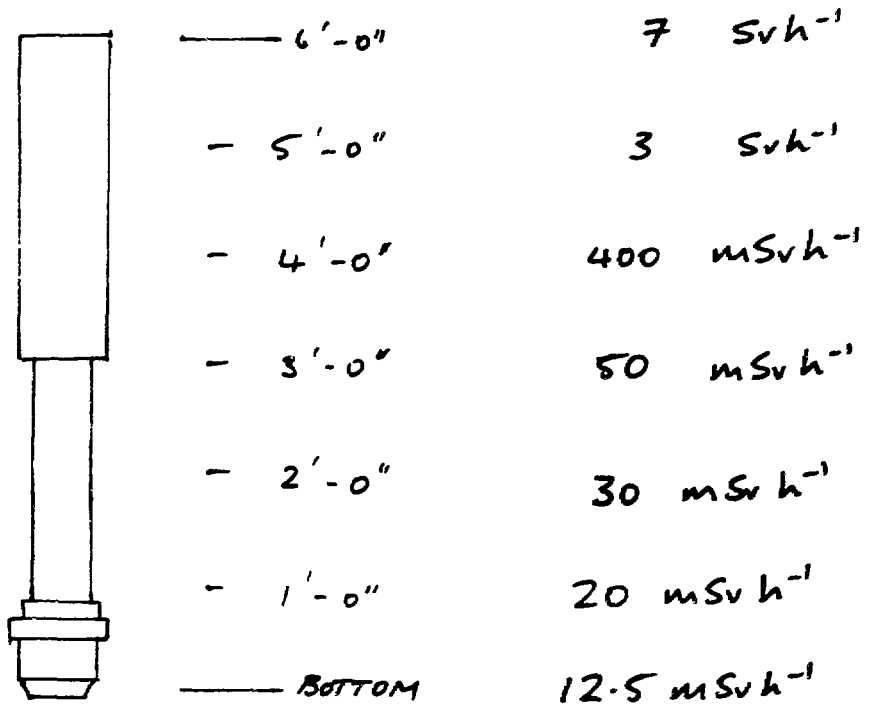 6'-0" 7 Svh⁻¹
5'-0" 3 Svh⁻¹
4'-0" 400 mSvh⁻¹
3'-0" 50 mSvh⁻¹
2'-0" 30 mSvh⁻¹
1'-0" 20 mSvh⁻¹
BOTTOM 12.5 mSvh⁻¹